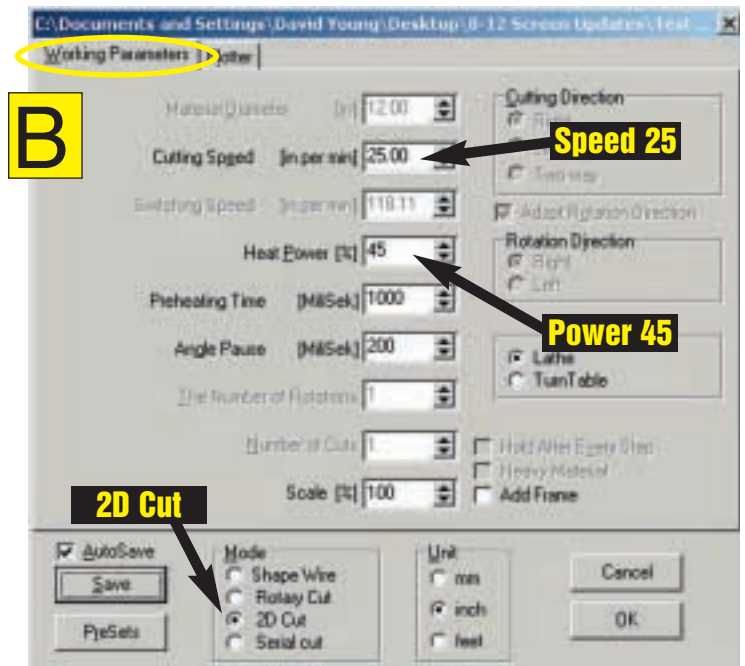 C:\Documents and Settings\David Young\Desktop\8-12 Screen Updates\Test
Working Parameters
Plotter
B
Material Diameter [in] 12.00
Cutting Direction
Right
Speed 25
Cutting Speed [in per min] 25.00
Two way
Switching Speed [in per min] 118.11
Adapt Rotation Direction
Heat Power [%] 45
Rotation Direction
Right
Left
Preheating Time [MilliSek] 1000
Power 45
Angle Pause [MilliSek] 200
Lathe
TurnTable
The Number of Rotations 1
Number of Cuts 1
Hold After Every Step
Heavy Material
Scale [%] 100
Add Frame
2D Cut
AutoSave
Save
PreSets
Mode
Shape Wire
Rotary Cut
2D Cut
Serial cut
Unit
mm
inch
feet
Cancel
OK